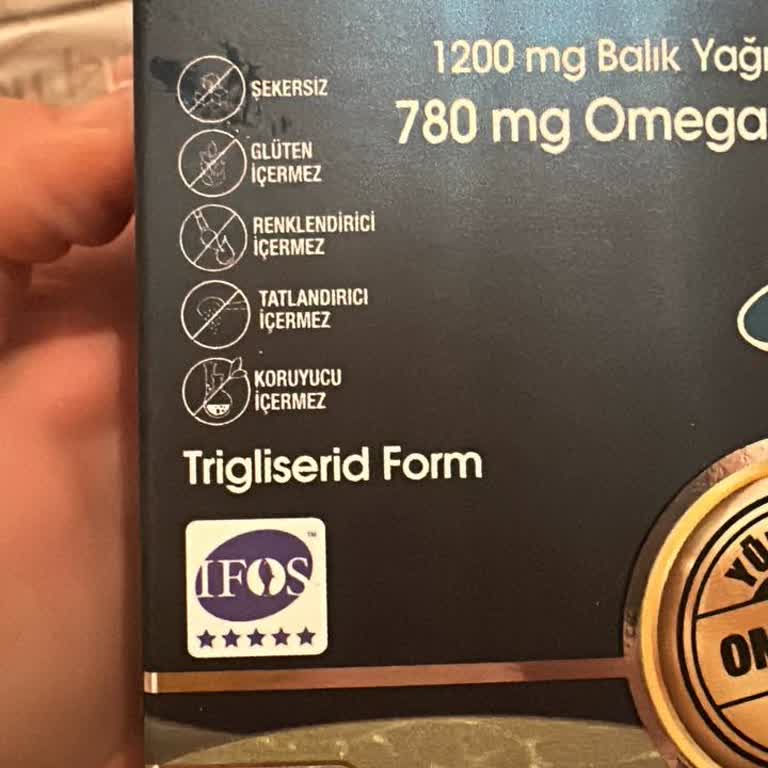 1200 mg Balık Yağı
780 mg Omega
ŞEKERSİZ
GLÜTEN
İÇERMEZ
RENKLENDİRİCİ
İÇERMEZ
TATLANDIRICI
İÇERMEZ
KORUYUCU
İÇERMEZ
Trigliserid Form
IFOS™